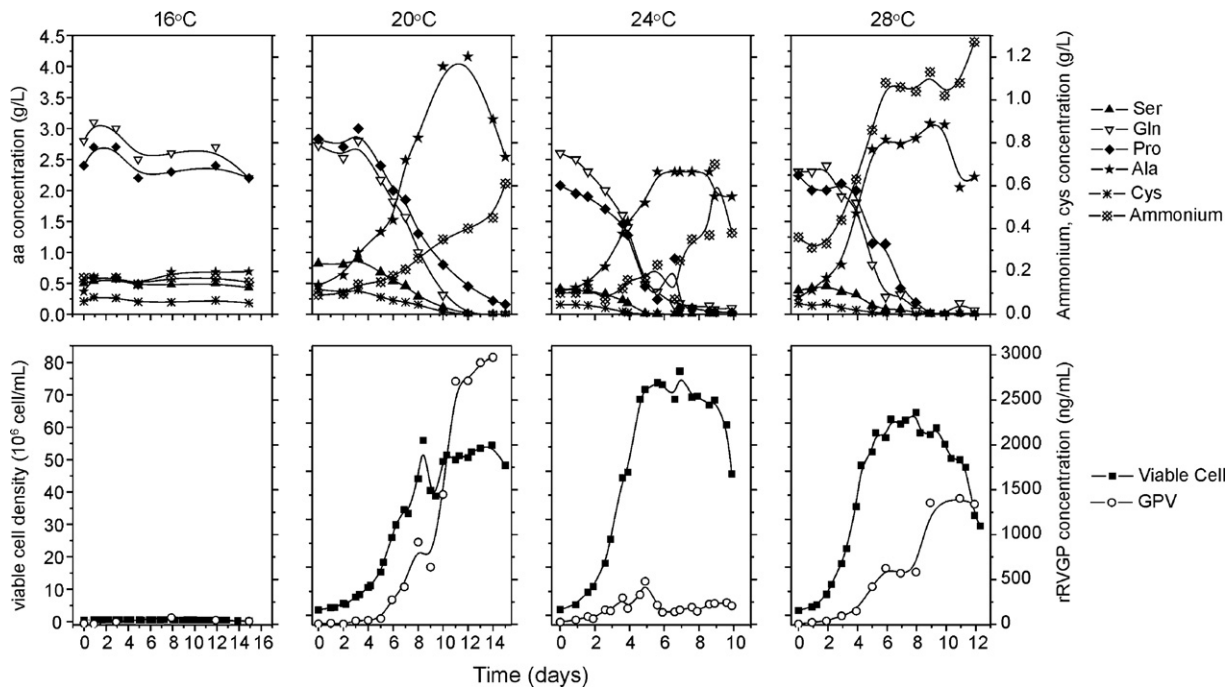 16°C
20°C
24°C
28°C
aa concentration (g/L)
4.5
4.0
3.5
3.0
2.5
2.0
1.5
1.0
0.5
0.0
1.2
1.0
0.8
0.6
0.4
0.2
0.0
Ammonium, cys concentration (g/L)
Ser
Gln
Pro
Ala
Cys
Ammonium
viable cell density (10⁶ cell/mL)
80
70
60
50
40
30
20
10
0
3000
2500
2000
1500
1000
500
0
rRVGP concentration (ng/mL)
Viable Cell
GPV
0 2 4 6 8 10 12 14 16
0 2 4 6 8 10 12 14
0 2 4 6 8 10
0 2 4 6 8 10 12
Time (days)